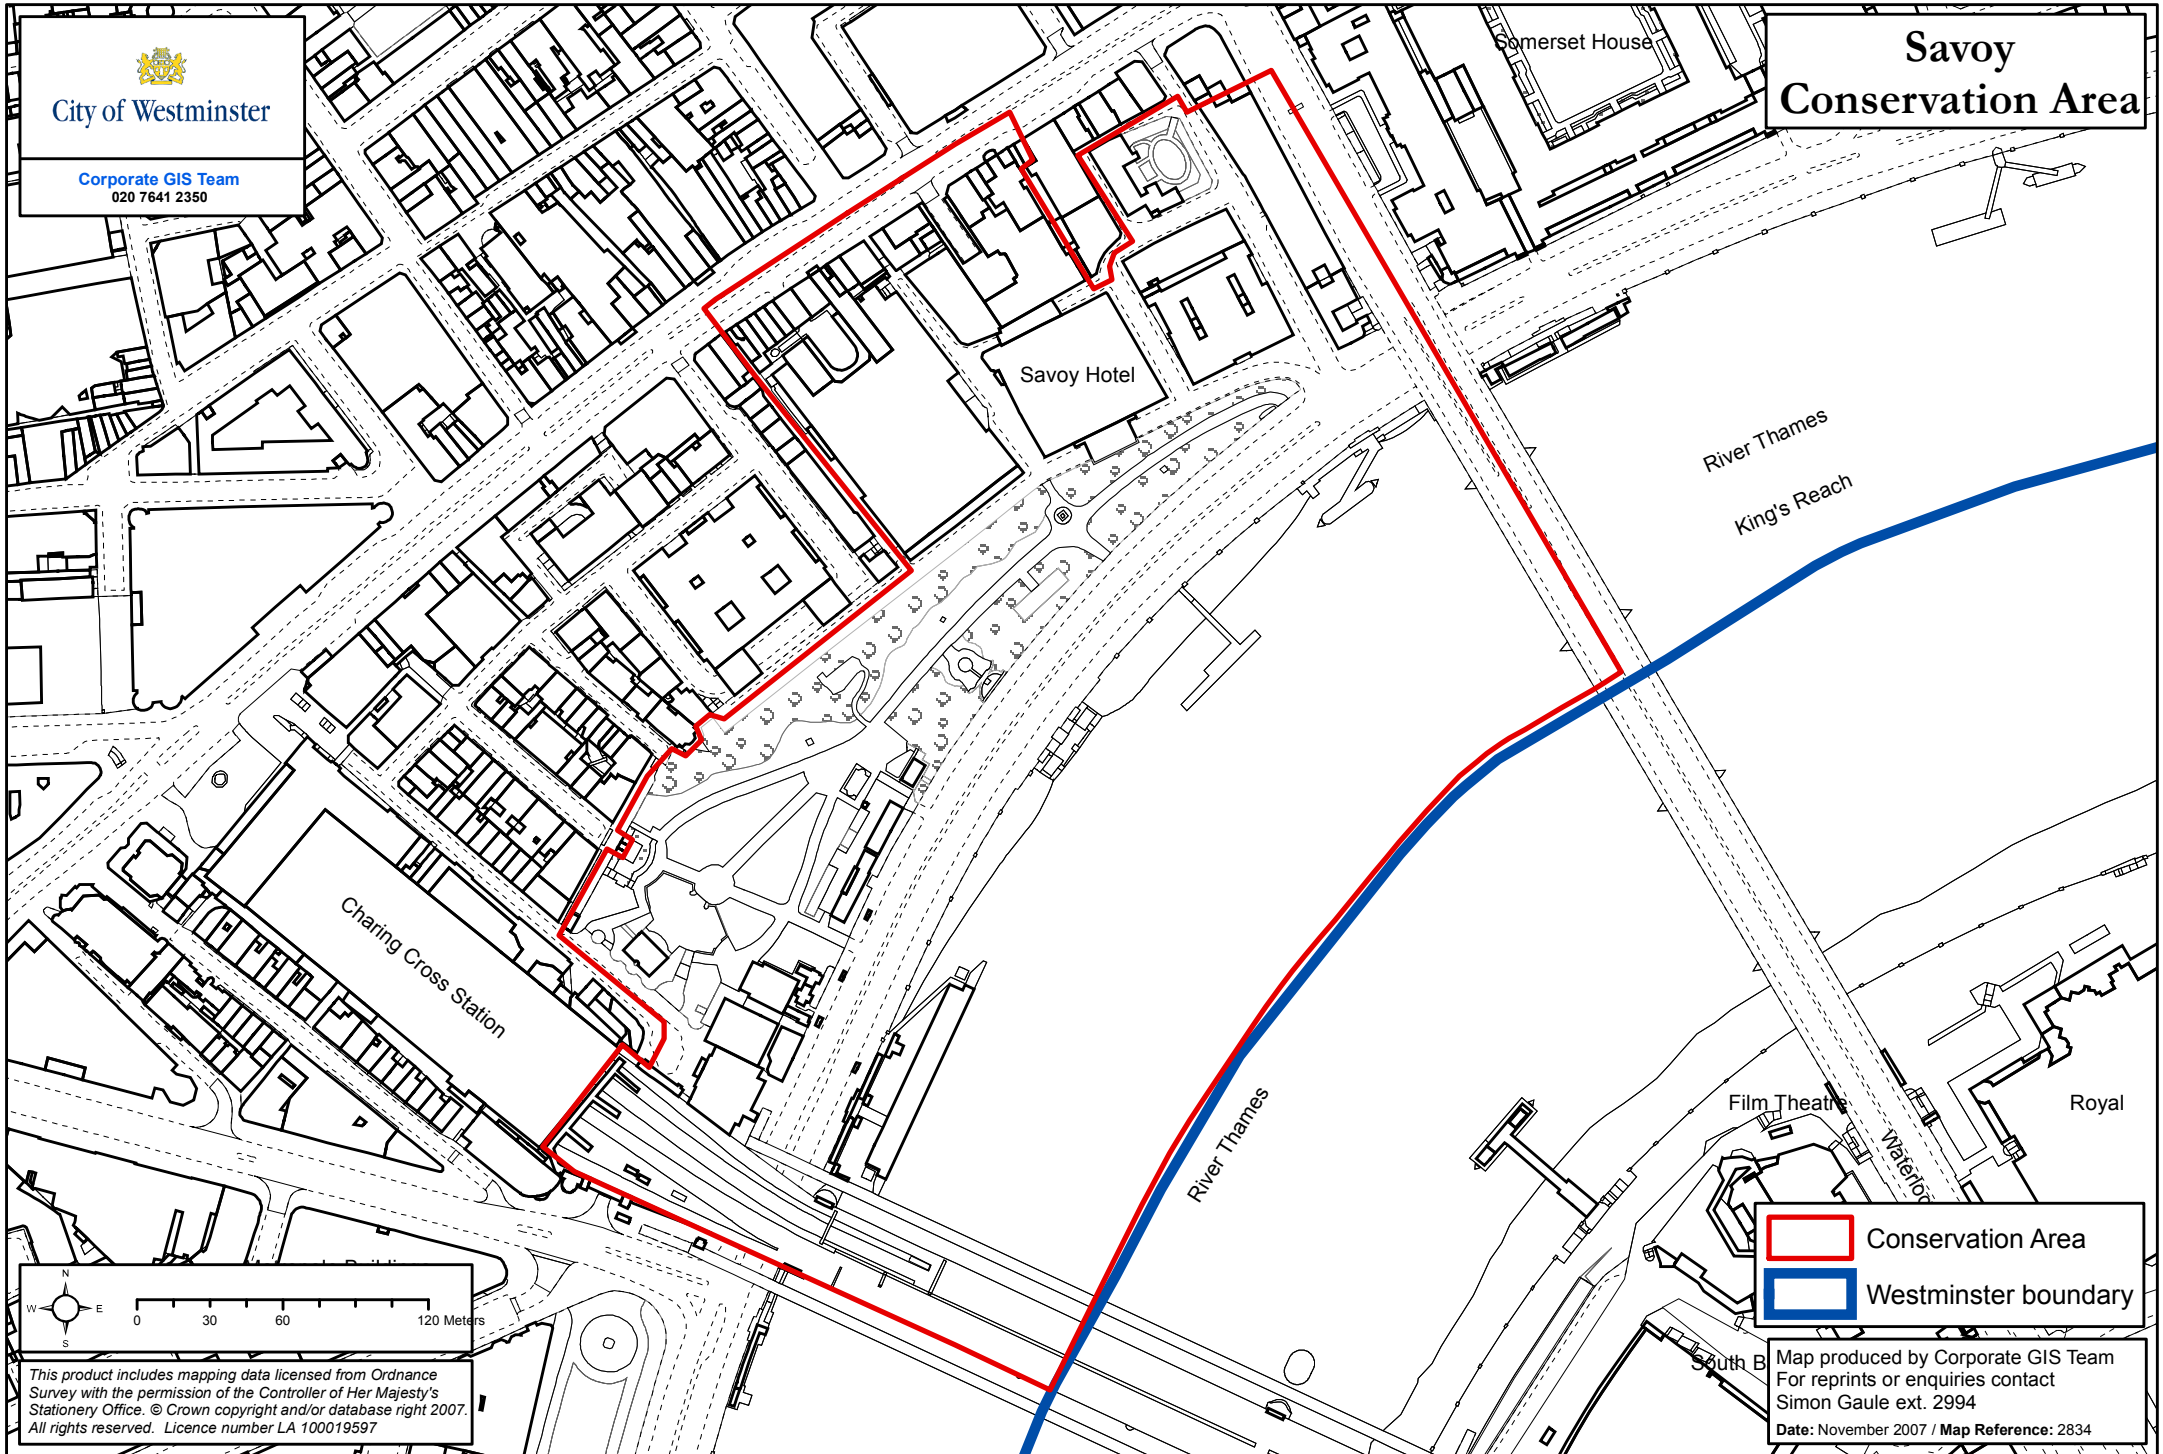 City of Westminster
Corporate GIS Team
020 7641 2350
Savoy
Conservation Area
Somerset House
Savoy Hotel
River Thames
King's Reach
Charing Cross Station
River Thames
Film Theatre
Royal
Waterloo
Conservation Area
Westminster boundary
South B
N
W
E
S
0
30
60
120 Meters
This product includes mapping data licensed from Ordnance
Survey with the permission of the Controller of Her Majesty's
Stationery Office. © Crown copyright and/or database right 2007.
All rights reserved. Licence number LA 100019597
Map produced by Corporate GIS Team
For reprints or enquiries contact
Simon Gaule ext. 2994
Date: November 2007 / Map Reference: 2834